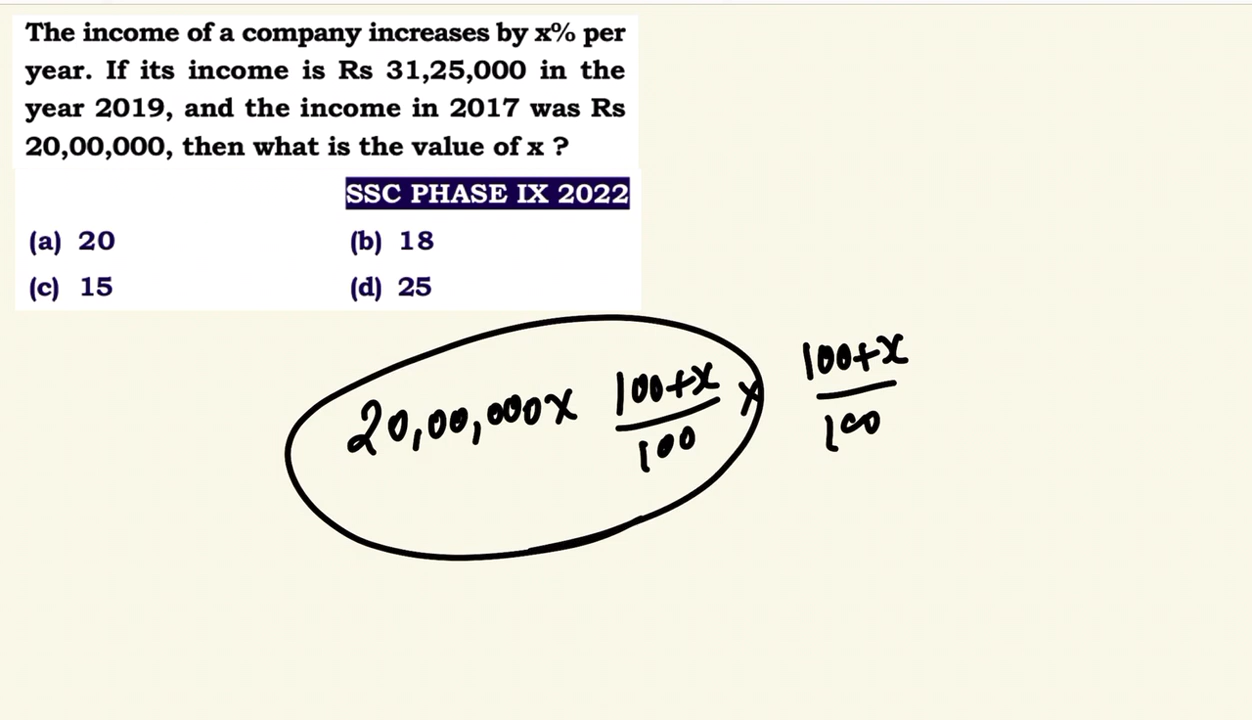 The income of a company increases by x% per
year. If its income is Rs 31,25,000 in the
year 2019, and the income in 2017 was Rs
20,00,000, then what is the value of x ?
SSC PHASE IX 2022
(a) 20 (b) 18
(c) 15 (d) 25
20,00,000 x 100+x/100 x 100+x/100